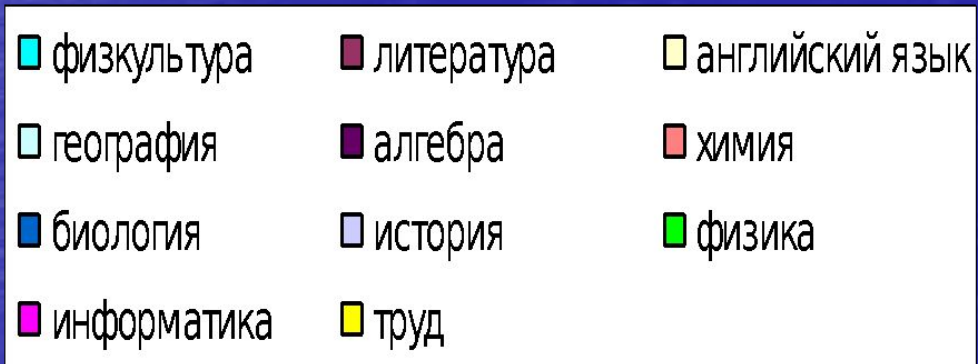 физкультура литература английский язык
география алгебра химия
биология история физика
информатика труд